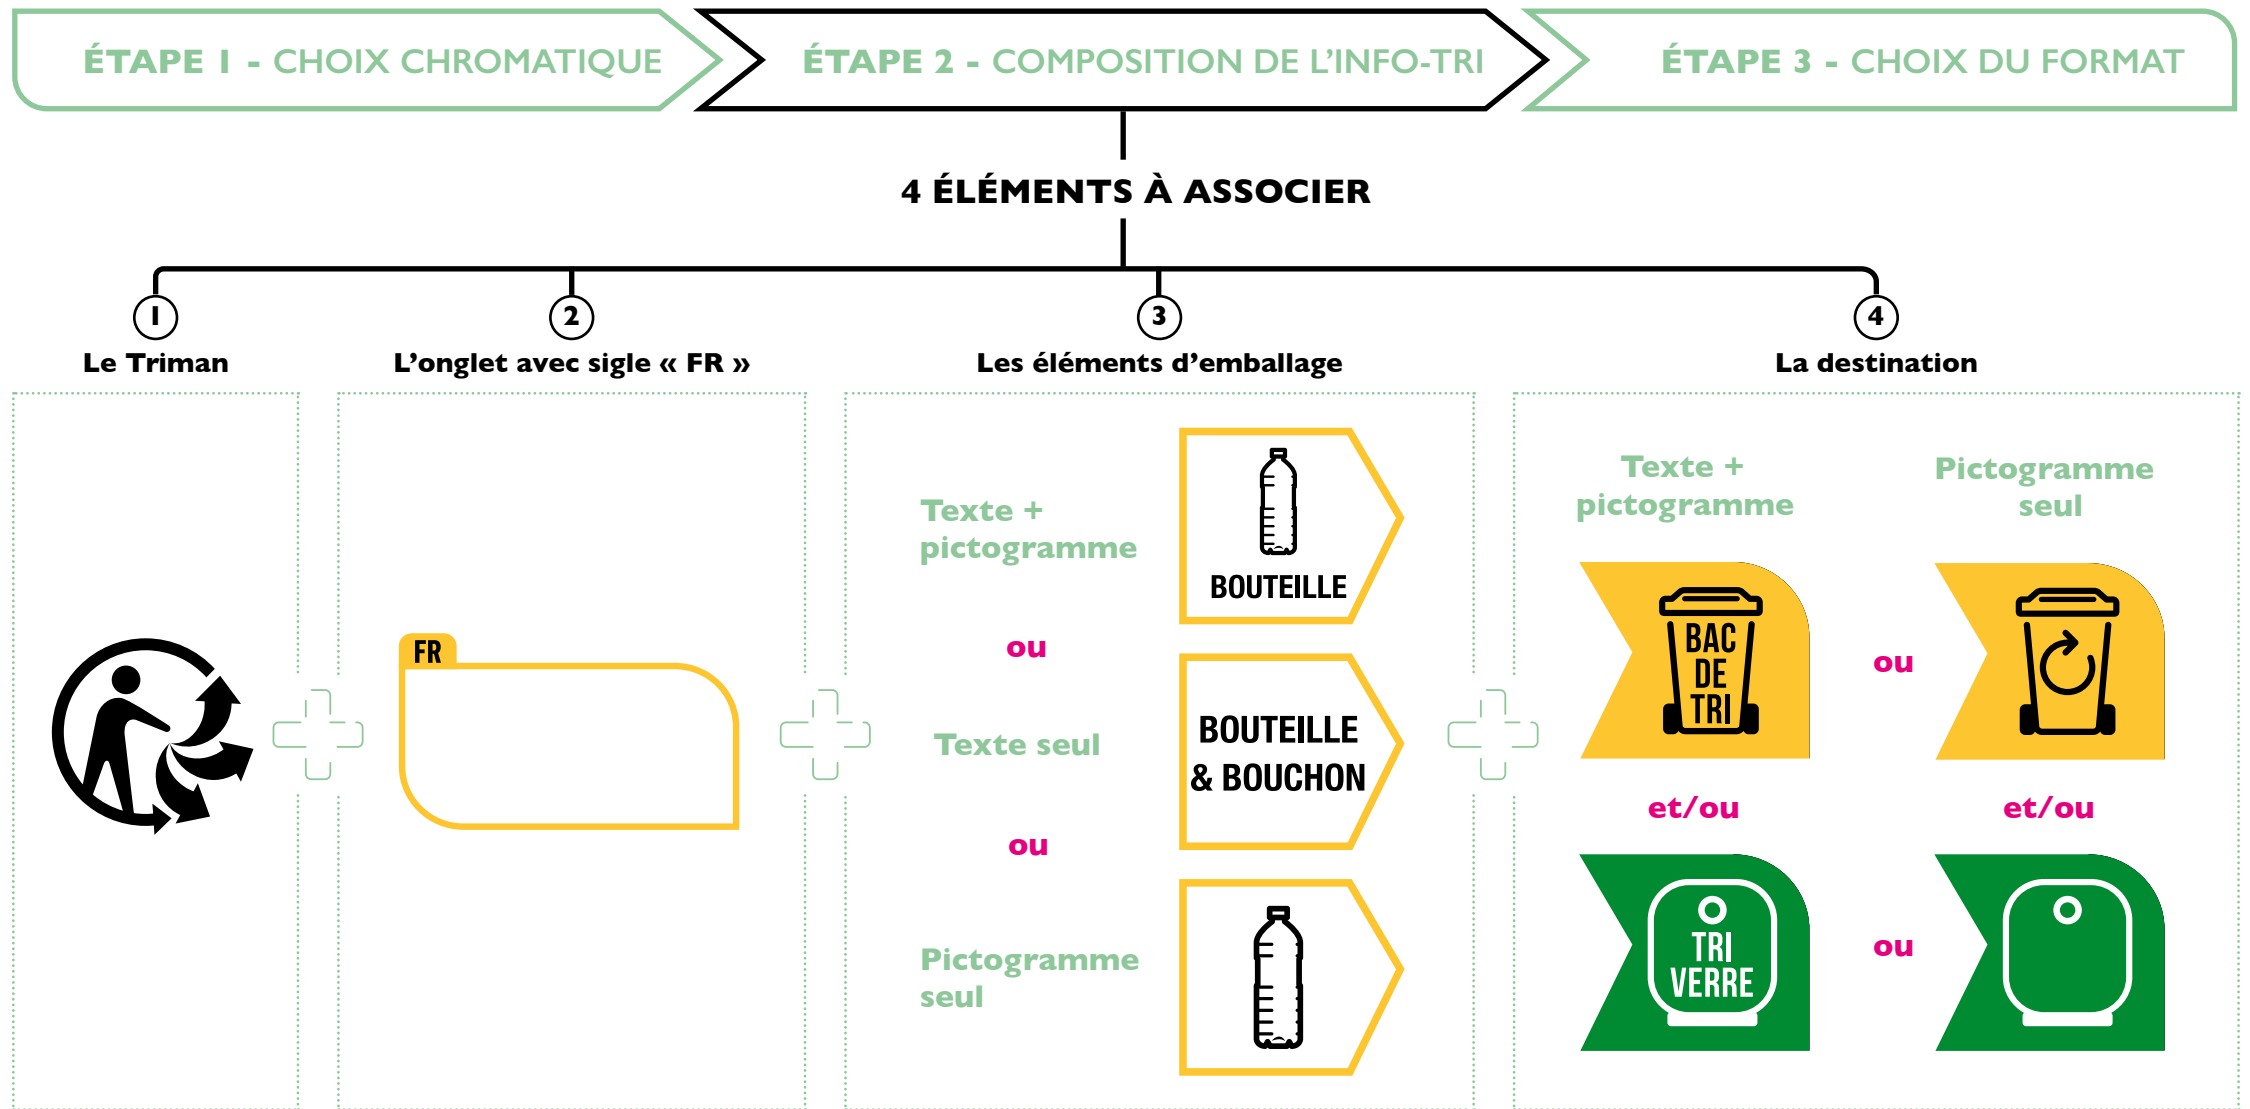 ÉTAPE 1 - CHOIX CHROMATIQUE
ÉTAPE 2 - COMPOSITION DE L’INFO-TRI
ÉTAPE 3 - CHOIX DU FORMAT
4 ÉLÉMENTS À ASSOCIER
1
Le Triman
2
L’onglet avec sigle « FR »
FR
3
Les éléments d’emballage
Texte +
pictogramme
BOUTEILLE
ou
Texte seul
BOUTEILLE
& BOUCHON
ou
Pictogramme
seul
4
La destination
Texte +
pictogramme
Pictogramme
seul
BAC
DE
TRI
ou
et/ou
et/ou
TRI
VERRE
ou